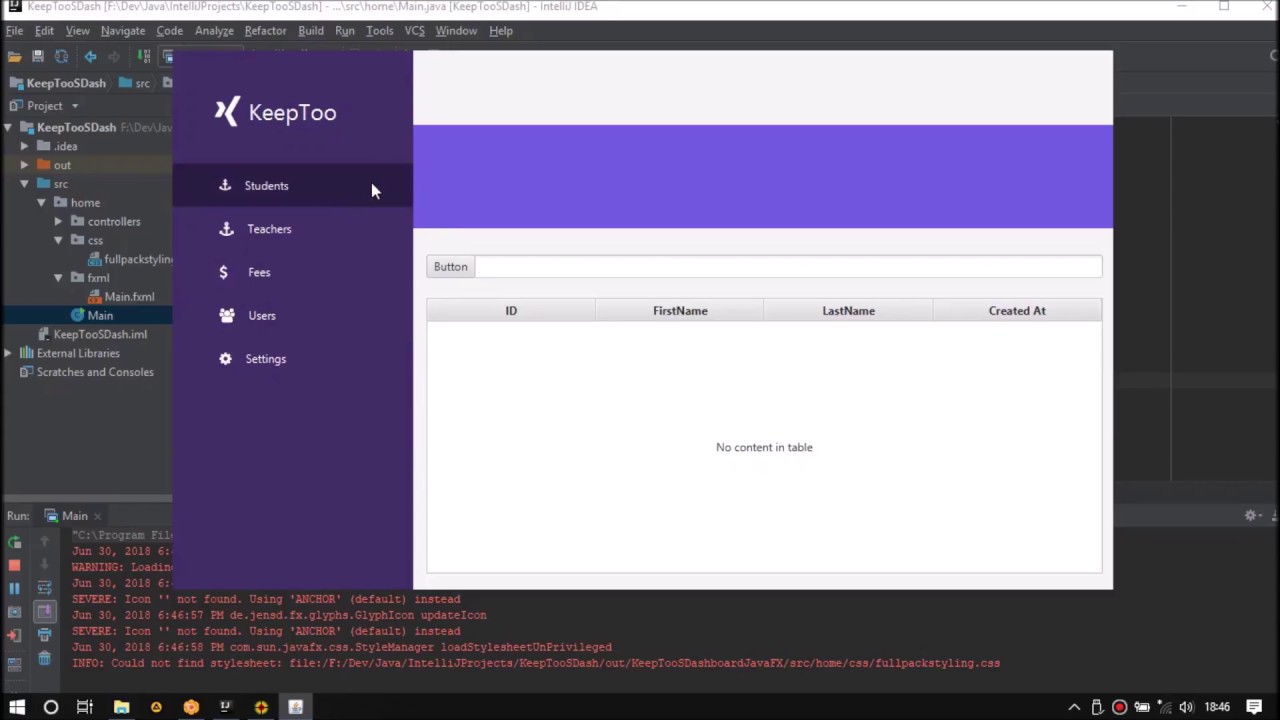 KeepTooSDash [F:\Dev\Java\IntelliJProjects\KeepTooSDash] - ...\src\home\Main.java [KeepTooSDash] - IntelliJ IDEA
File Edit View Navigate Code Analyze Refactor Build Run Tools VCS Window Help
KeepTooSDash src
Project
KeepTooSDash F:\Dev\Jav
.idea
out
src
home
controllers
css
fullpackstyling
fxml
Main.fxml
Main
KeepTooSDash.iml
External Libraries
Scratches and Consoles
KeepToo
Students
Teachers
Fees
Users
Settings
Button
ID FirstName LastName Created At
No content in table
Run: Main
"C:\Program File
Jun 30, 2018 6:4
WARNING: Loadin
Jun 30, 2018 6:4
SEVERE: Icon '' not found. Using 'ANCHOR' (default) instead
Jun 30, 2018 6:46:57 PM de.jensd.fx.glyphs.GlyphIcon updateIcon
SEVERE: Icon '' not found. Using 'ANCHOR' (default) instead
Jun 30, 2018 6:46:58 PM com.sun.javafx.css.StyleManager loadStylesheetUnPrivileged
INFO: Could not find stylesheet: file:/F:/Dev/Java/IntelliJProjects/KeepTooSDash/out/KeepTooSDashboardJavaFX/src/home/css/fullpackstyling.css
18:46